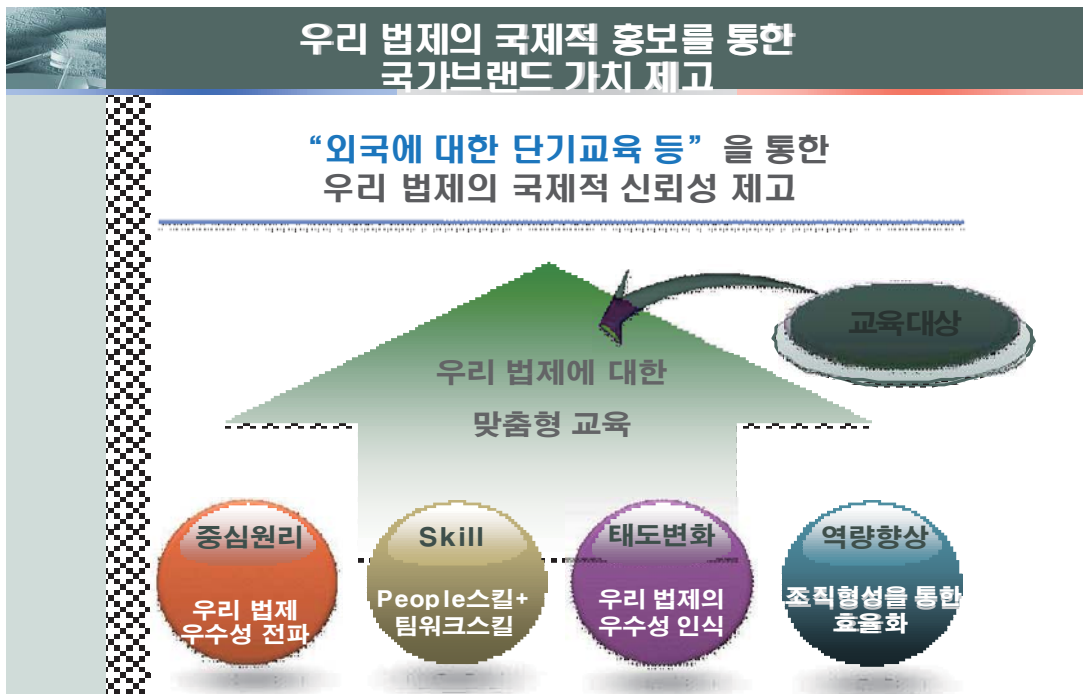 우리 법제의 국제적 홍보를 통한
국가브랜드 가치 제고
“외국에 대한 단기교육 등” 을 통한
우리 법제의 국제적 신뢰성 제고
교육대상
우리 법제에 대한
맞춤형 교육
중심원리
우리 법제
우수성 전파
Skill
People스킬+
팀워크스킬
태도변화
우리 법제의
우수성 인식
역량향상
조직형성을 통한
효율화